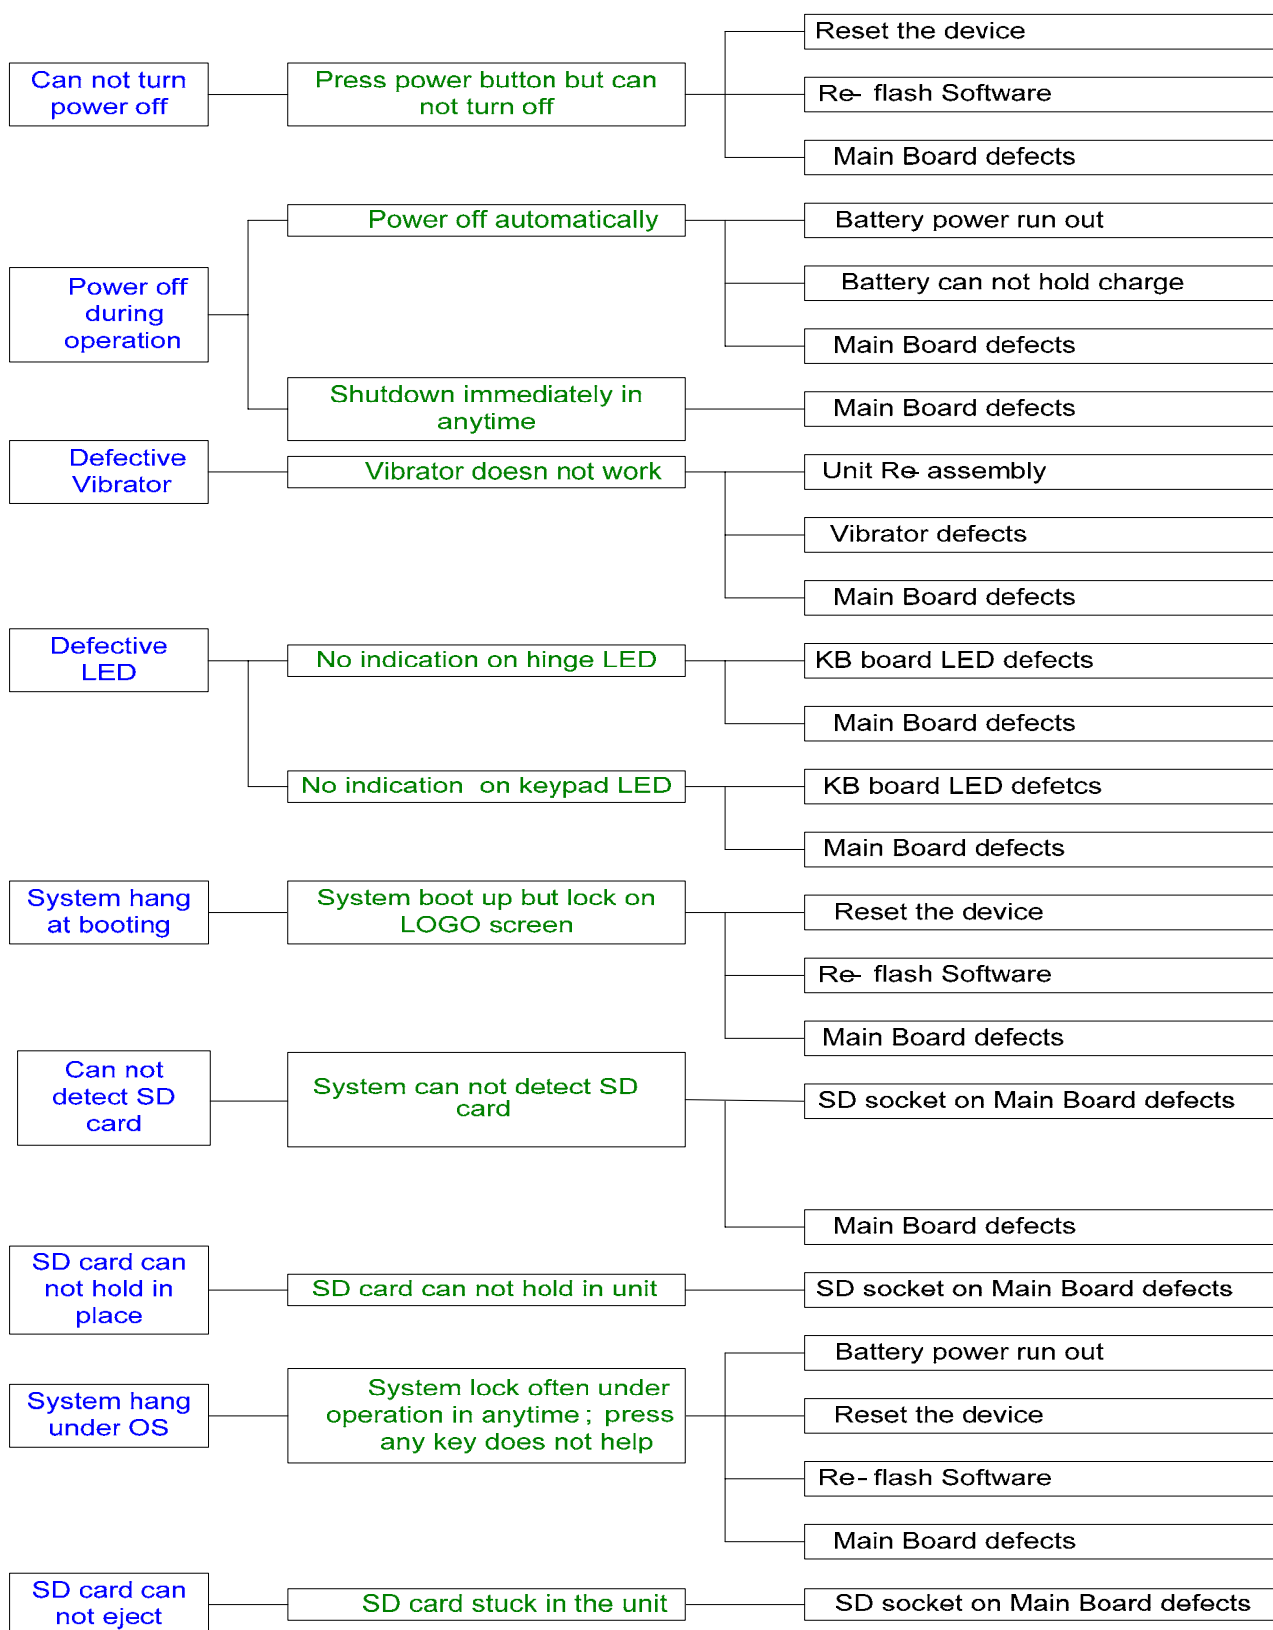 Reset the device
Can not turn
power off
Press power button but can
not turn off
Re- flash Software
Main Board defects
Power off
during
operation
Power off automatically
Battery power run out
Battery can not hold charge
Main Board defects
Shutdown immediately in
anytime
Main Board defects
Defective
Vibrator
Vibrator doesn not work
Unit Re- assembly
Vibrator defects
Main Board defects
Defective
LED
No indication on hinge LED
KB board LED defects
Main Board defects
No indication on keypad LED
KB board LED defetcs
Main Board defects
System hang
at booting
System boot up but lock on
LOGO screen
Reset the device
Re- flash Software
Main Board defects
Can not
detect SD
card
System can not detect SD
card
SD socket on Main Board defects
Main Board defects
SD card can
not hold in
place
SD card can not hold in unit
SD socket on Main Board defects
System hang
under OS
System lock often under
operation in anytime ; press
any key does not help
Battery power run out
Reset the device
Re-flash Software
Main Board defects
SD card can
not eject
SD card stuck in the unit
SD socket on Main Board defects